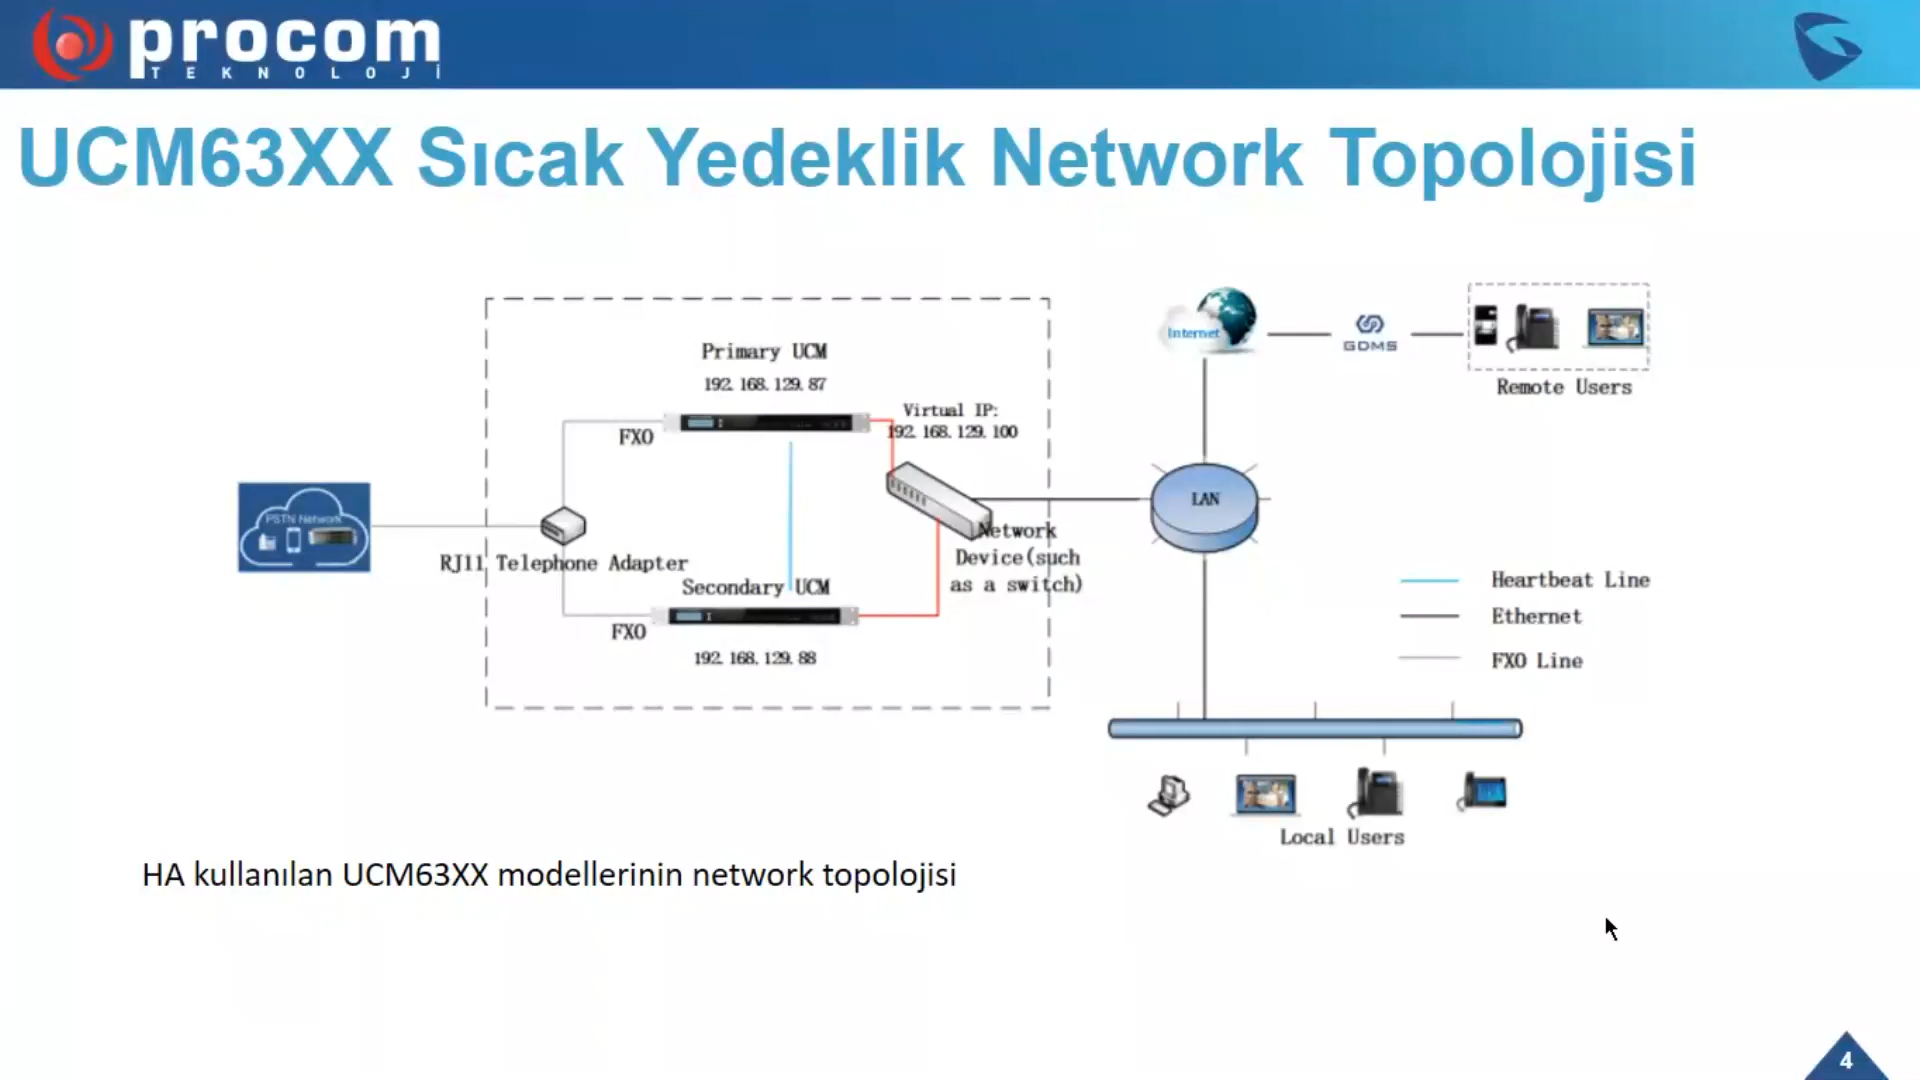 procom
TEKNOLOJİ
UCM63XX Sıcak Yedeklik Network Topolojisi
Primary UCM
192.168.129.87
FXO
Virtual IP:
192.168.129.100
Internet
GDMS
Remote Users
PSTN Network
RJ11 Telephone Adapter
LAN
Network
Device(such
as a switch)
Secondary UCM
FXO
192.168.129.88
Heartbeat Line
Ethernet
FXO Line
Local Users
HA kullanılan UCM63XX modellerinin network topolojisi
4